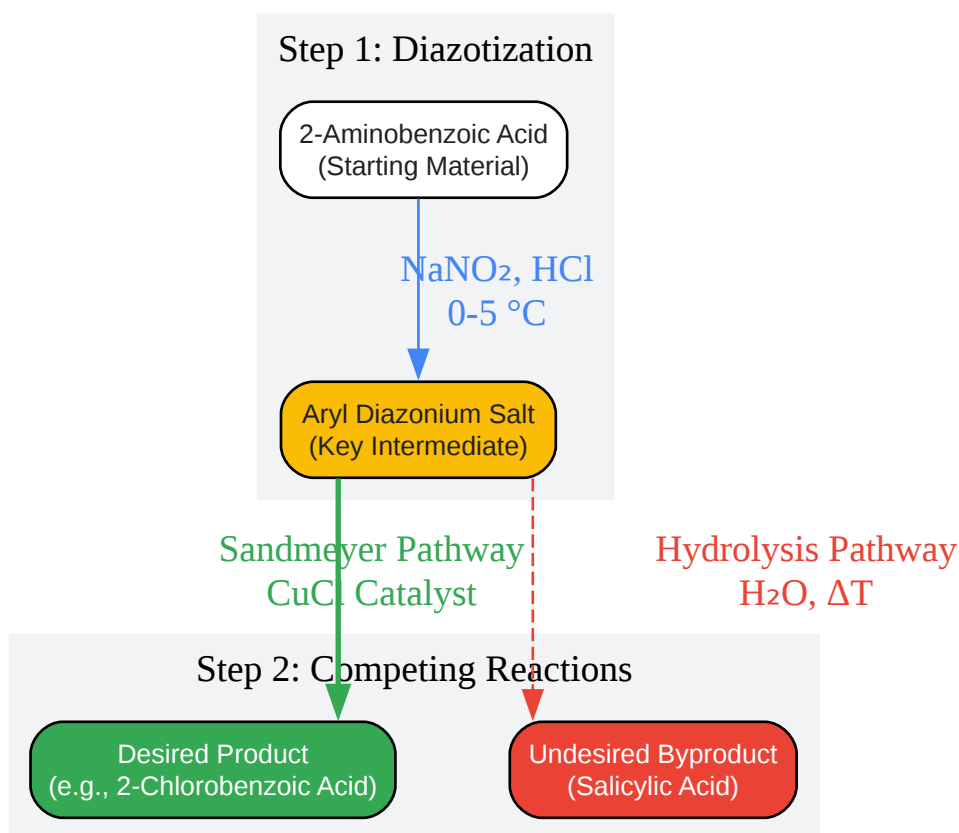 Step 1: Diazotization
2-Aminobenzoic Acid
(Starting Material)
NaNO₂, HCl
0-5 °C
Aryl Diazonium Salt
(Key Intermediate)
Sandmeyer Pathway
CuCl Catalyst
Hydrolysis Pathway
H₂O, ΔT
Step 2: Competing Reactions
Desired Product
(e.g., 2-Chlorobenzoic Acid)
Undesired Byproduct
(Salicylic Acid)